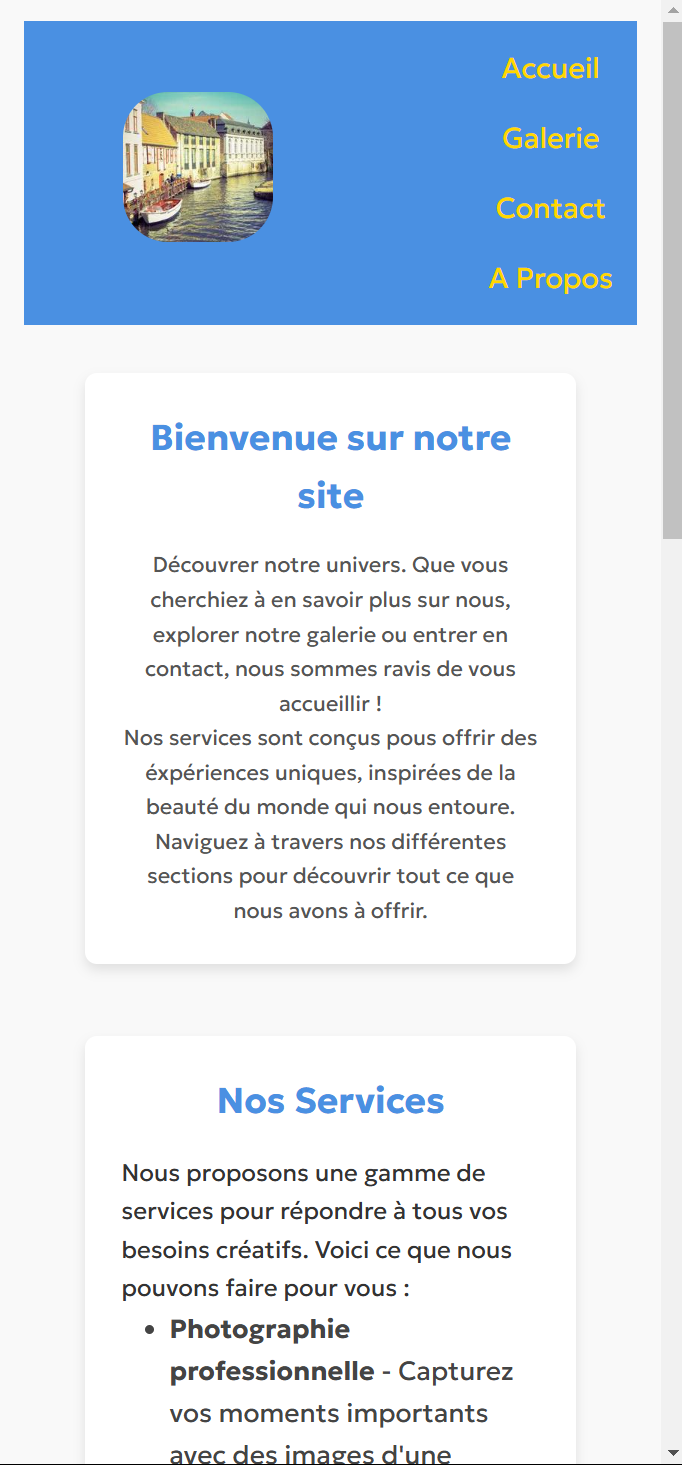 Accueil
Galerie
Contact
A Propos
Bienvenue sur notre
site
Découvrer notre univers. Que vous
cherchiez à en savoir plus sur nous,
explorer notre galerie ou entrer en
contact, nous sommes ravis de vous
accueillir !
Nos services sont conçus pous offrir des
éxpériences uniques, inspirées de la
beauté du monde qui nous entoure.
Naviguez à travers nos différentes
sections pour découvrir tout ce que
nous avons à offrir.
Nos Services
Nous proposons une gamme de
services pour répondre à tous vos
besoins créatifs. Voici ce que nous
pouvons faire pour vous :
• Photographie
professionnelle - Capturez
vos moments importants
avec des images d'une